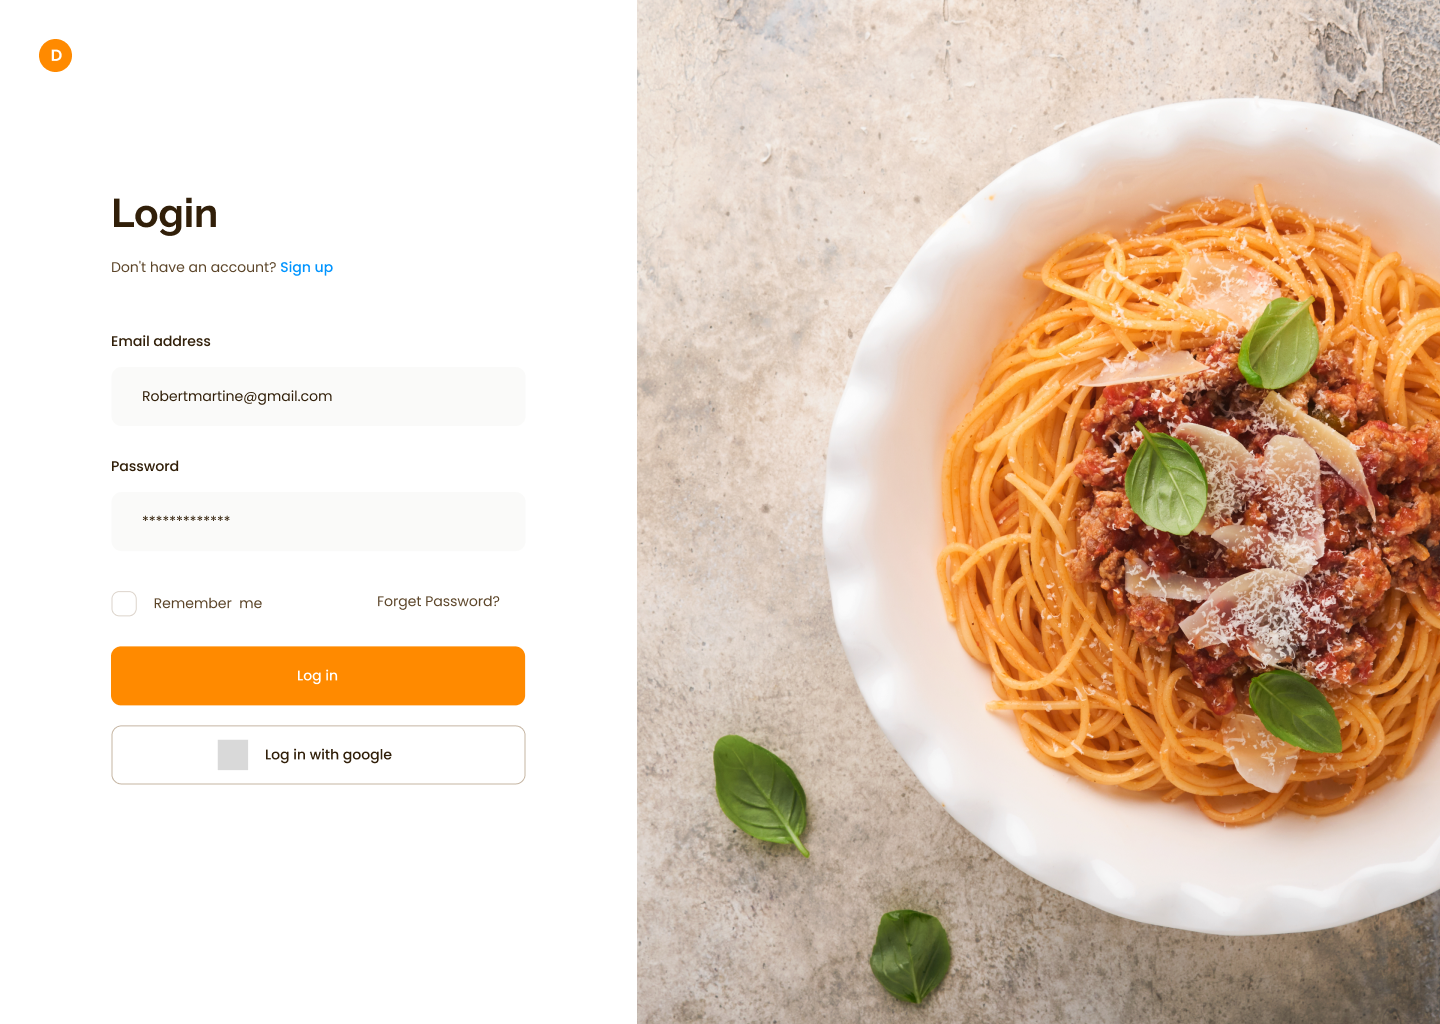 D
Login
Don't have an account? Sign up
Email address
Robertmartine@gmail.com
Password
*************
Remember  me
Forget Password?
Log in
Log in with google